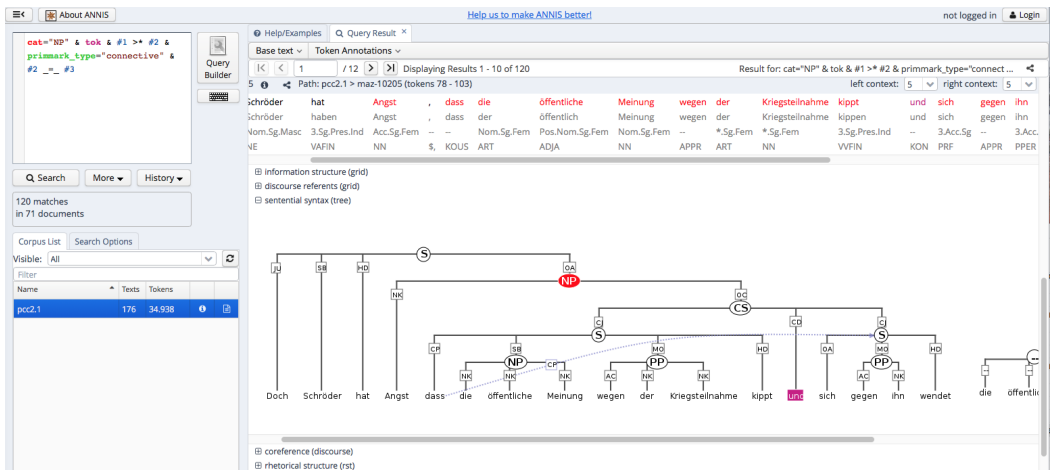 About ANNIS
Help us to make ANNIS better!
not logged in
Login
cat="NP" & tok & #1 >* #2 &
primmark_type="connective" &
#2 _=_ #3
Query
Builder
Search
More
History
120 matches
in 71 documents
Corpus List
Search Options
Visible: All
Filter
Name
Texts
Tokens
pcc2.1
176
34.938
Help/Examples
Query Result
Base text
Token Annotations
1 / 12
Displaying Results 1 - 10 of 120
Result for: cat="NP" & tok & #1 >* #2 & primmark_type="connect ...
5
Path: pcc2.1 > maz-10205 (tokens 78 - 103)
left context: 5
right context: 5
Schröder hat Angst , dass die öffentliche Meinung wegen der Kriegsteilnahme kippt und sich gegen ihn
Schröder haben Angst , dass der öffentliche Meinung wegen der Kriegsteilnahme kippen und sich gegen ihn
Nom.Sg.Masc 3.Sg.Pres.Ind Acc.Sg.Fem -- -- Nom.Sg.Fem Pos.Nom.Sg.Fem Nom.Sg.Fem -- *.Sg.Fem *.Sg.Fem 3.Sg.Pres.Ind -- 3.Acc.Sg -- 3.Acc.
NE VAFIN NN $, KOUS ART ADJA NN APPR ART NN VVFIN KON PRF APPR PPER
information structure (grid)
discourse referents (grid)
sentential syntax (tree)
S
JU SB HD OA
NP
NK OC
CS
CJ CD CJ
S S
CP SB MO HD OA MO HD
NP CP PP PP
NK NK NK AC NK NK AC NK
Doch Schröder hat Angst dass die öffentliche Meinung wegen der Kriegsteilnahme kippt und sich gegen ihn wendet die öffentlic
coreference (discourse)
rhetorical structure (rst)